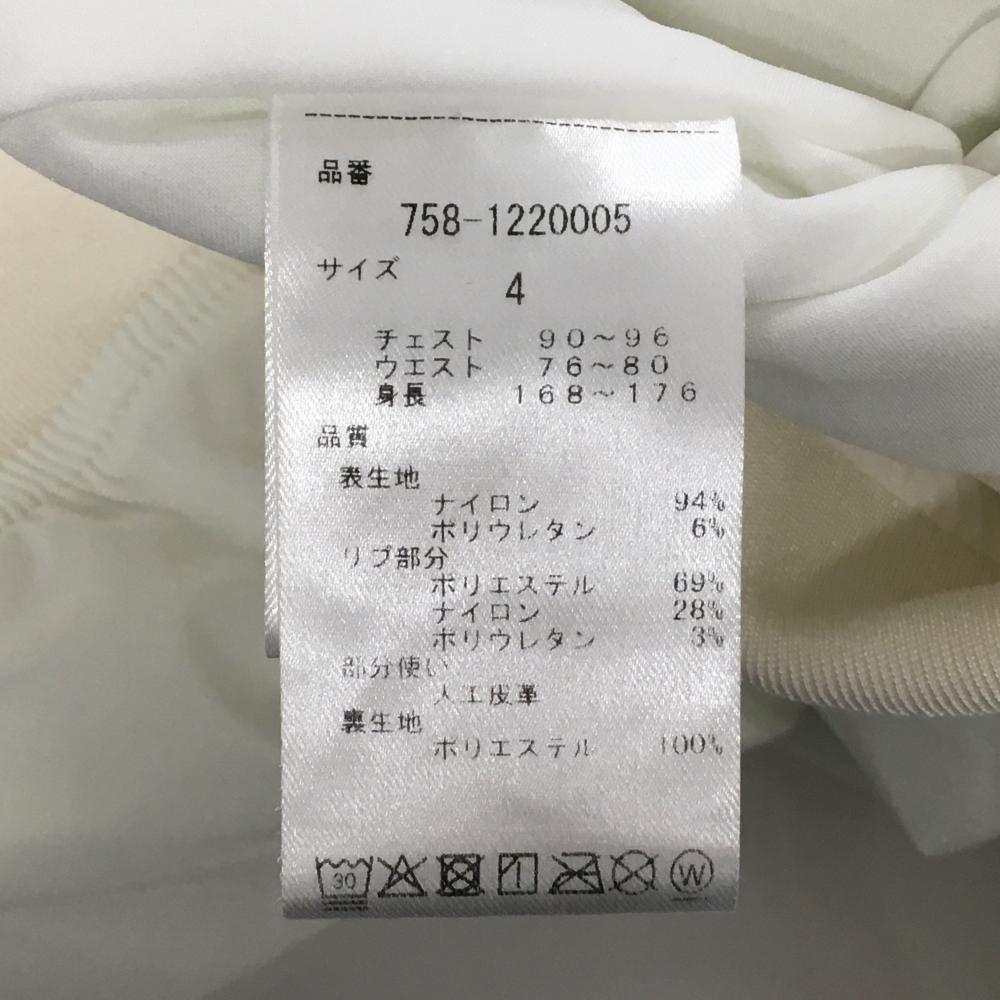 品番
758-1220005
サイズ
4
チェスト 90～96
ウエスト 76～80
身長 168～176
品質
表生地
ナイロン 94%
ポリウレタン 6%
リブ部分
ポリエステル 69%
ナイロン 28%
ポリウレタン 3%
部分使い
人工皮革
裏生地
ポリエステル 100%
30 W